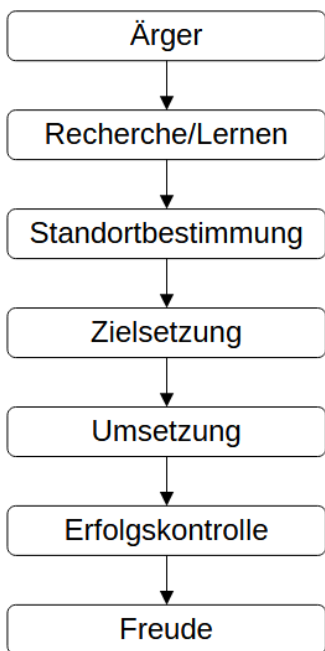 Ärger
Recherche/Lernen
Standortbestimmung
Zielsetzung
Umsetzung
Erfolgskontrolle
Freude